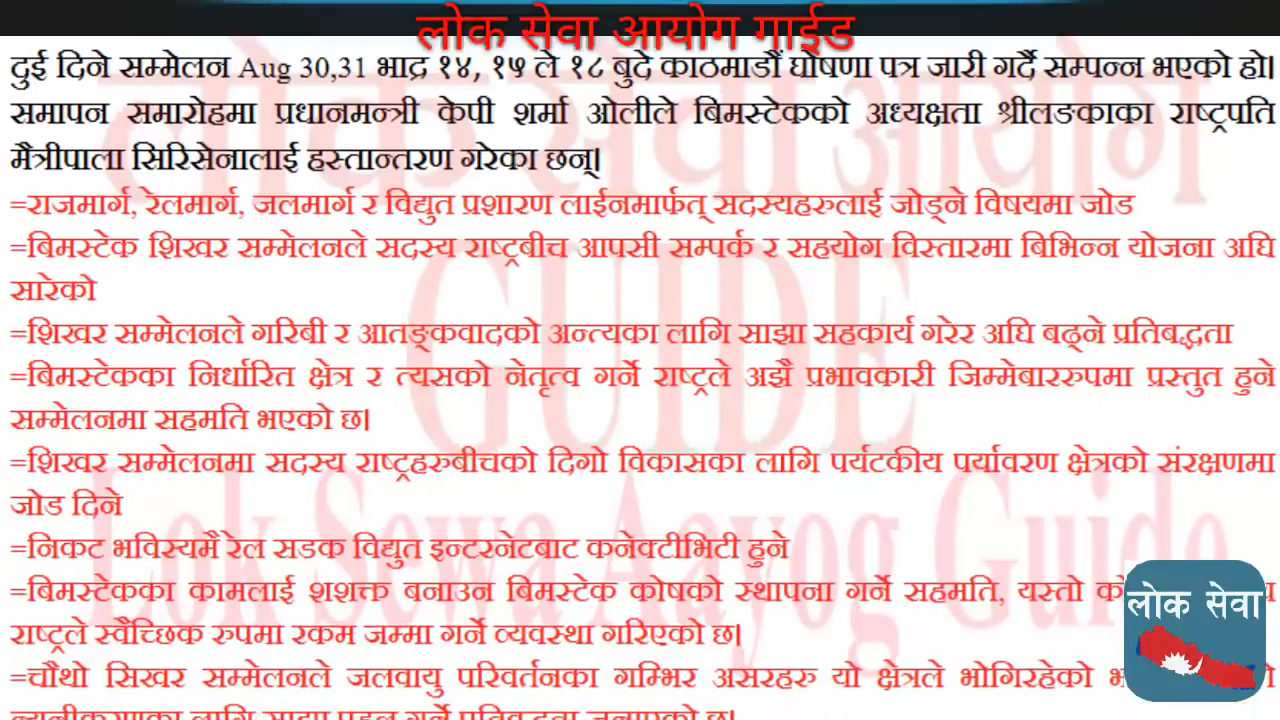 लोक सेवा आयोग गाईड
दुई दिने सम्मेलन Aug 30,31 भाद्र १४, १५ ले १८ बुदे काठमाडौं घोषणा पत्र जारी गर्दै सम्पन्न भएको हो।
समापन समारोहमा प्रधानमन्त्री केपी शर्मा ओलीले बिमस्टेकको अध्यक्षता श्रीलङकाका राष्ट्रपति
मैत्रीपाला सिरिसेनालाई हस्तान्तरण गरेका छन्।
=राजमार्ग, रेलमार्ग, जलमार्ग र विद्युत प्रशारण लाईनमार्फत् सदस्यहरुलाई जोड्ने विषयमा जोड
=बिमस्टेक शिखर सम्मेलनले सदस्य राष्ट्रबीच आपसी सम्पर्क र सहयोग विस्तारमा बिभिन्न योजना अघि
सारेको
=शिखर सम्मेलनले गरिबी र आतङ्कवादको अन्त्यका लागि साझा सहकार्य गरेर अघि बढ्ने प्रतिबद्धता
=बिमस्टेकका निर्धारित क्षेत्र र त्यसको नेतृत्व गर्ने राष्ट्रले अझै प्रभावकारी जिम्मेबाररुपमा प्रस्तुत हुने
सम्मेलनमा सहमति भएको छ।
=शिखर सम्मेलनमा सदस्य राष्ट्रहरुबीचको दिगो विकासका लागि पर्यटकीय पर्यावरण क्षेत्रको संरक्षणमा
जोड दिने
=निकट भविस्यमै रेल सडक विद्युत इन्टरनेटबाट कनेक्टीभिटी हुने
=बिमस्टेकका कामलाई शशक्त बनाउन बिमस्टेक कोषको स्थापना गर्ने सहमति, यस्तो
राष्ट्रले स्वैच्छिक रुपमा रकम जम्मा गर्ने व्यवस्था गरिएको छ।
=चौथो सिखर सम्मेलनले जलवायु परिवर्तनका गम्भिर असरहरु यो क्षेत्रले भोगिरहेको
लोक सेवा
लोक सेवा आयोग
GUIDE
Lok Sewa Aayog Guide